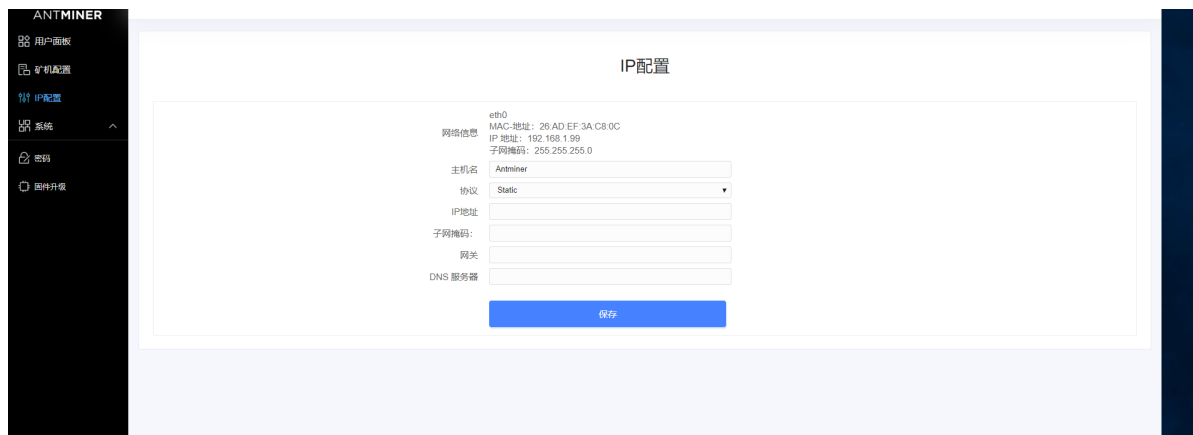 ANTMINER
用户面板
矿机配置
IP配置
系统
密码
固件升级
IP配置
网络信息
eth0
MAC-地址：26:AD:EF:3A:C8:0C
IP 地址：192.168.1.99
子网掩码：255.255.255.0
主机名 Antminer
协议 Static
IP地址
子网掩码：
网关
DNS 服务器
保存